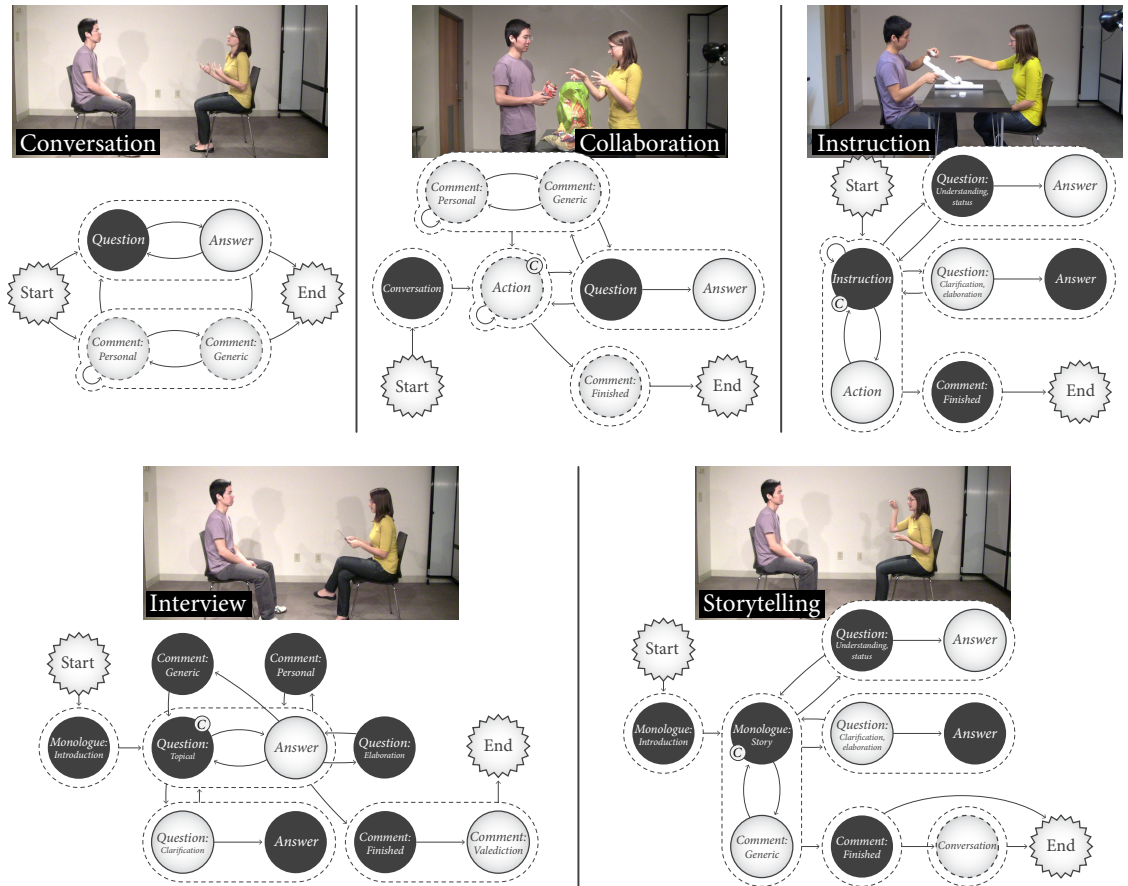 Conversation
Question
Answer
Start
End
Comment:
Personal
Comment:
Generic
Collaboration
Comment:
Personal
Comment:
Generic
Conversation
Action
C
Question
Answer
Start
Comment:
Finished
End
Instruction
Start
Question:
Understanding,
status
Answer
Instruction
C
Question:
Clarification,
elaboration
Answer
Action
Comment:
Finished
End
Interview
Start
Comment:
Generic
Comment:
Personal
Monologue:
Introduction
Question:
Topical
C
Answer
Question:
Elaboration
End
Question:
Clarification
Answer
Comment:
Finished
Comment:
Valediction
Storytelling
Start
Question:
Understanding,
status
Answer
Monologue:
Introduction
Monologue:
Story
C
Question:
Clarification,
elaboration
Answer
Comment:
Generic
Comment:
Finished
Conversation
End